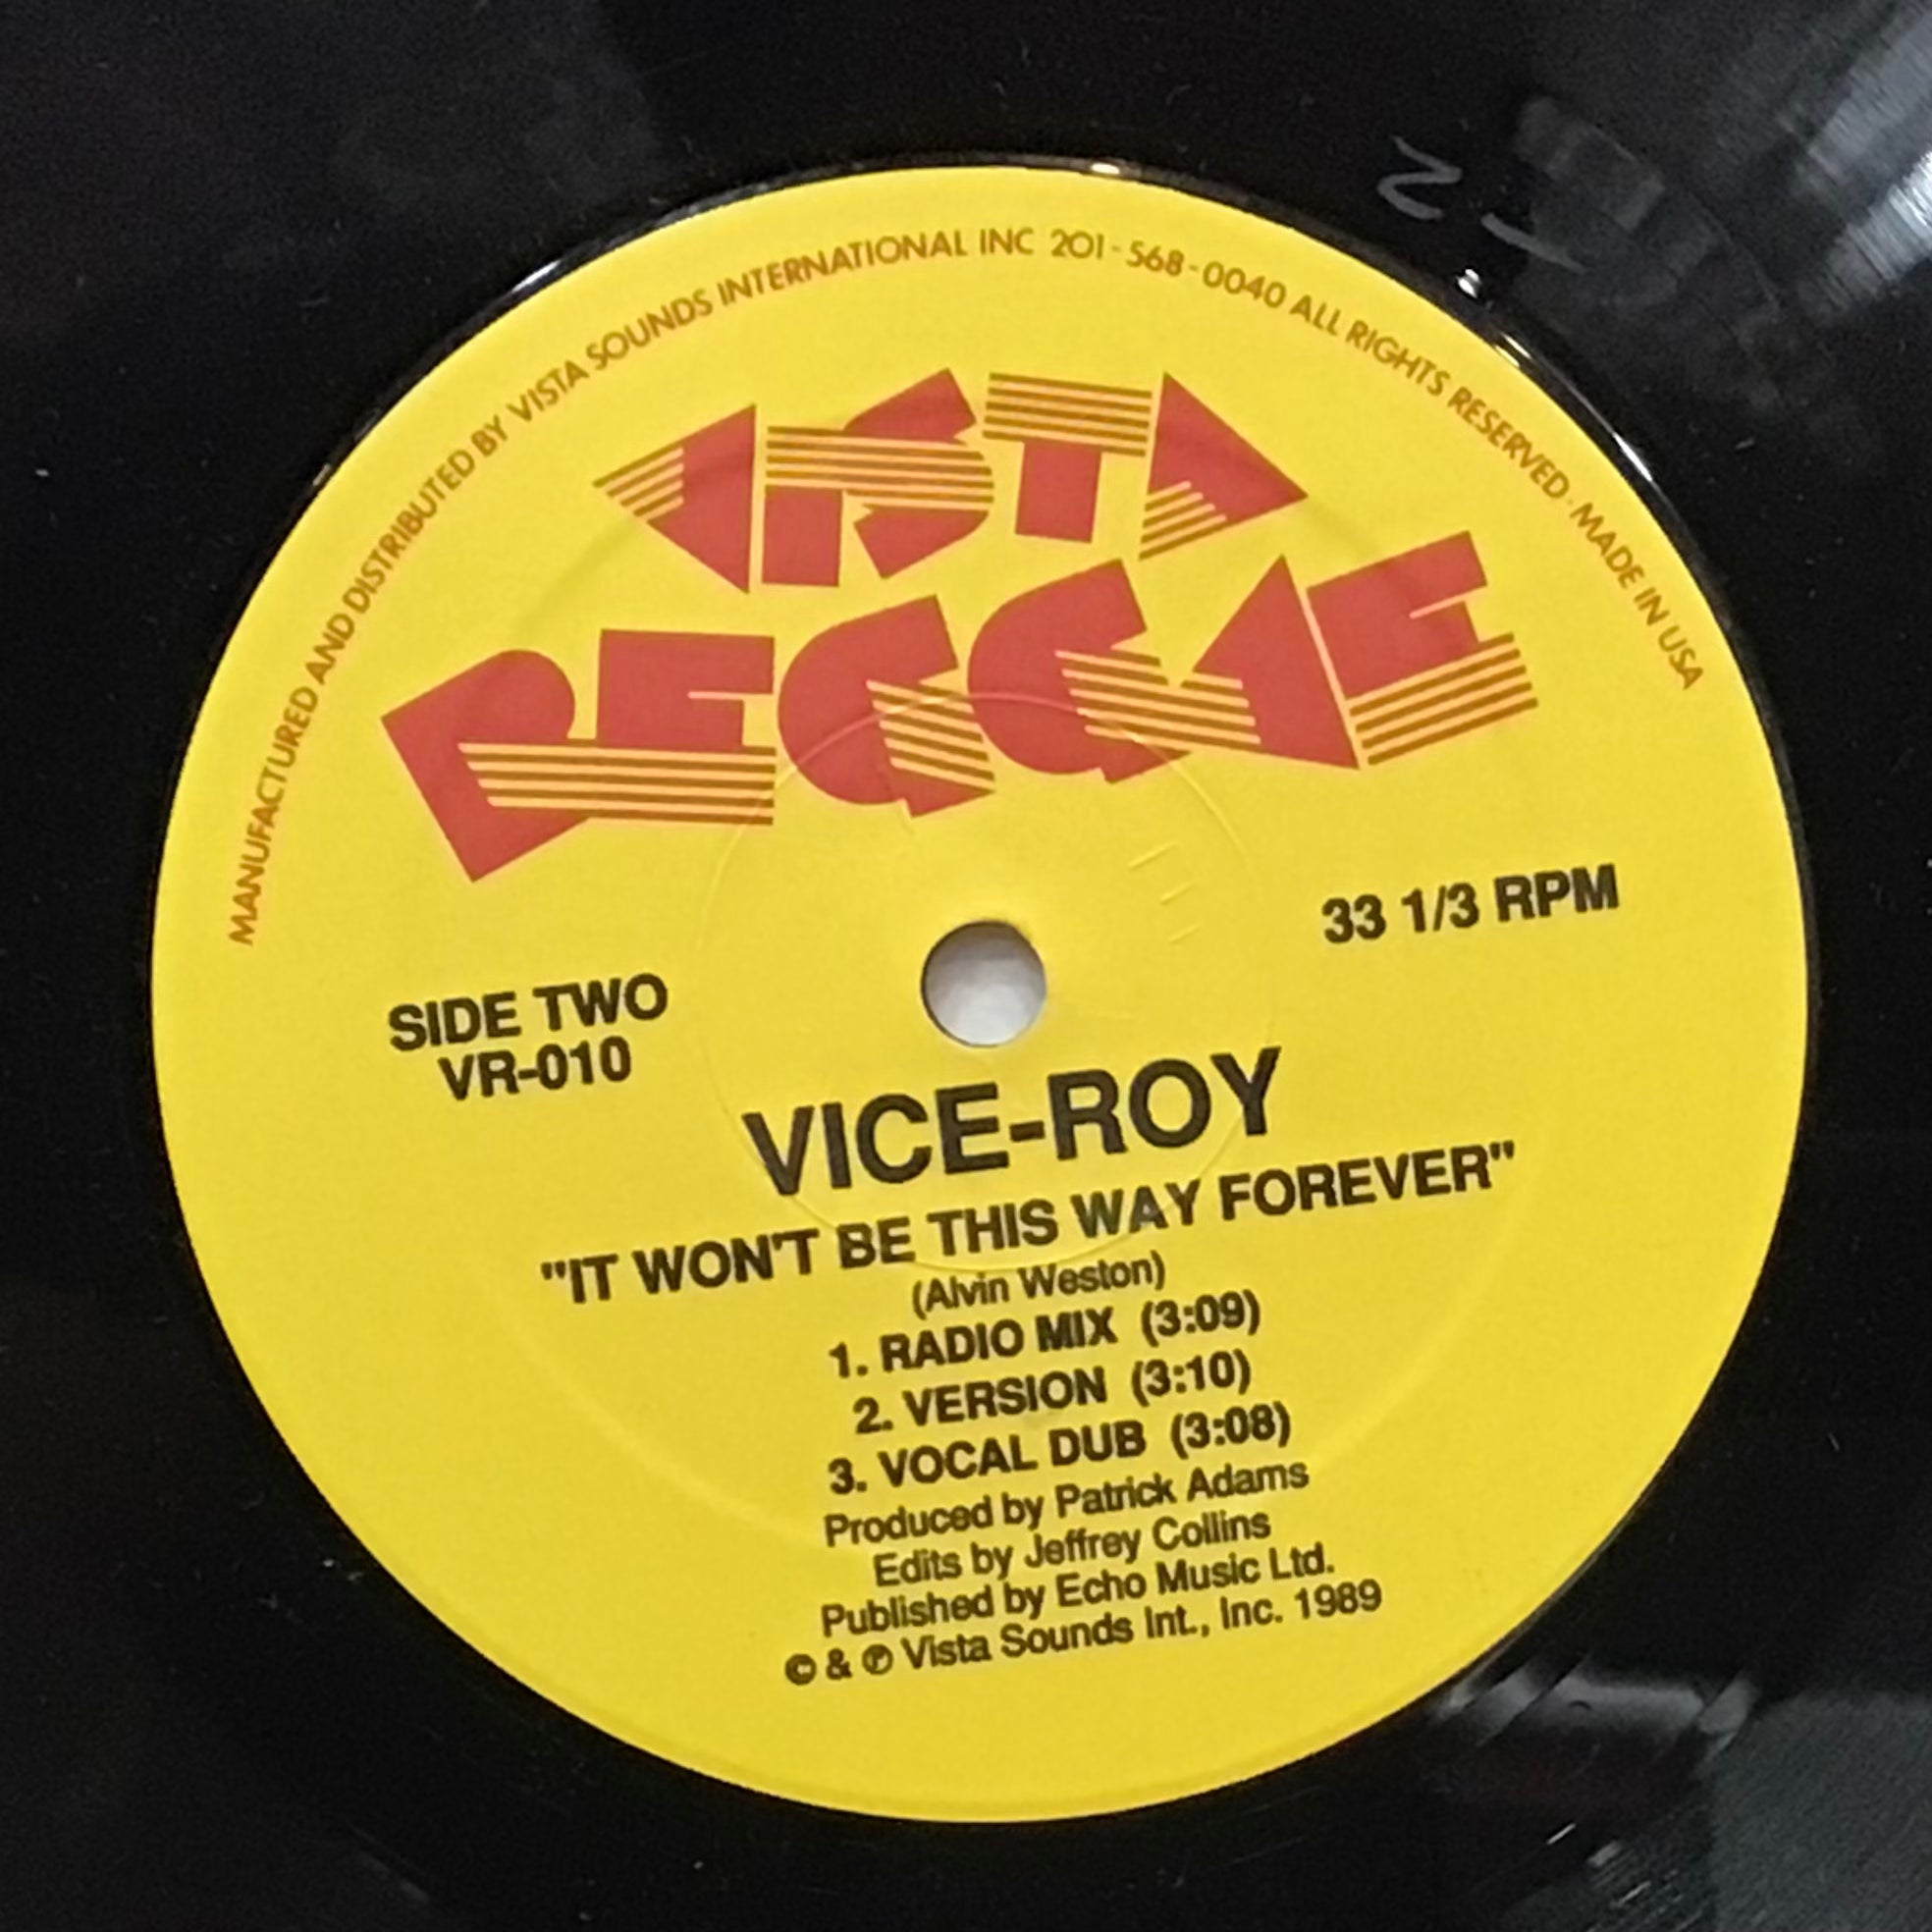 MANUFACTURED AND DISTRIBUTED BY VISTA SOUNDS INTERNATIONAL INC 201-568-0040 ALL RIGHTS RESERVED · MADE IN USA
VISTA
REGGAE
33 1/3 RPM
SIDE TWO
VR-010
VICE-ROY
"IT WON'T BE THIS WAY FOREVER"
(Alvin Weston)
1. RADIO MIX (3:09)
2. VERSION (3:10)
3. VOCAL DUB (3:08)
Produced by Patrick Adams
Edits by Jeffrey Collins
Published by Echo Music Ltd.
© & ℗ Vista Sounds Int., Inc. 1989